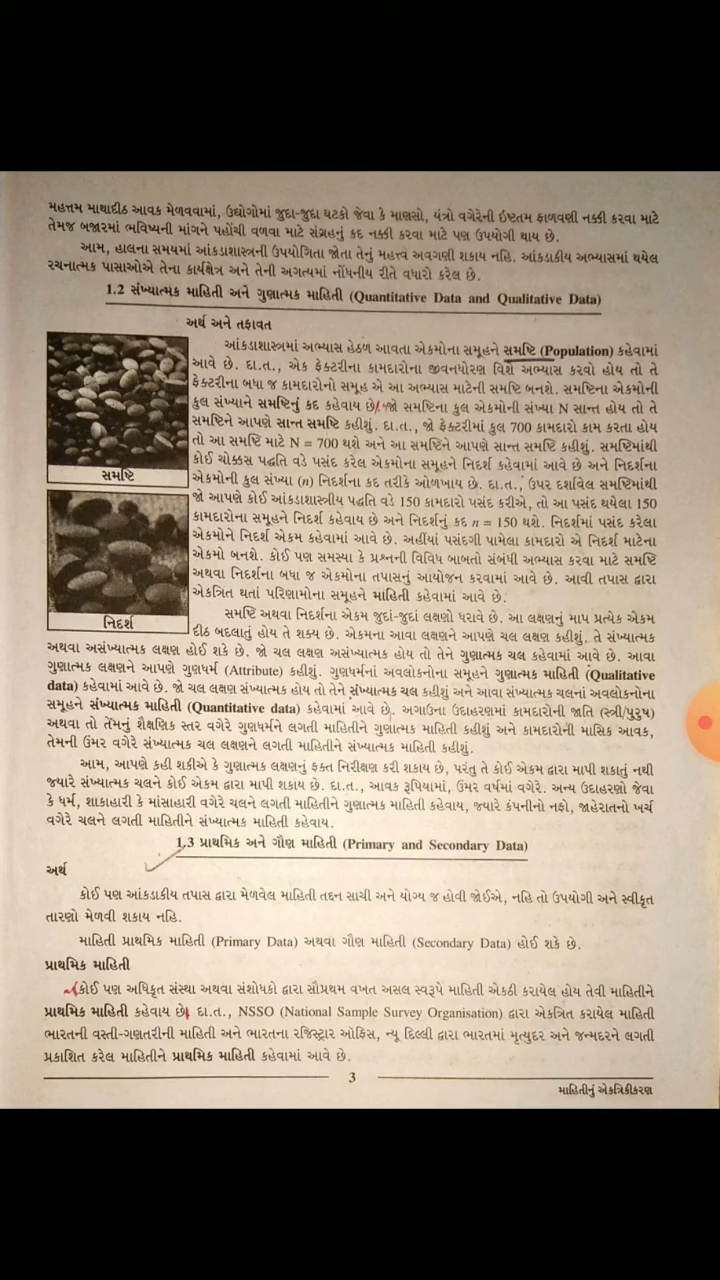 મહત્તમ માથાદીઠ આવક મેળવવામાં, ઉદ્યોગોમાં જુદા-જુદા ઘટકો જેવા કે માણસો, યંત્રો વગેરેની ઈષ્ટતમ ફાળવણી નક્કી કરવા માટે
તેમજ બજારમાં ભવિષ્યની માંગને પહોંચી વળવા માટે સંગ્રહનું કદ નક્કી કરવા માટે પણ ઉપયોગી થાય છે.
આમ, હાલના સમયમાં આંકડાશાસ્ત્રની ઉપયોગિતા જોતા તેનું મહત્ત્વ અવગણી શકાય નહિ. આંકડાકીય અભ્યાસમાં થયેલ
રચનાત્મક પાસાઓએ તેના કાર્યક્ષેત્ર અને તેની અગત્યમાં નોંધનીય રીતે વધારો કરેલ છે.
1.2 સંખ્યાત્મક માહિતી અને ગુણાત્મક માહિતી (Quantitative Data and Qualitative Data)
અર્થ અને તફાવત
આંકડાશાસ્ત્રમાં અભ્યાસ હેઠળ આવતા એકમોના સમૂહને સમષ્ટિ (Population) કહેવામાં
આવે છે. દા.ત., એક ફેક્ટરીના કામદારોના જીવનધોરણ વિશે અભ્યાસ કરવો હોય તો તે
ફેક્ટરીના બધા જ કામદારોનો સમૂહ એ આ અભ્યાસ માટેની સમષ્ટિ બનશે. સમષ્ટિના એકમોની
કુલ સંખ્યાને સમષ્ટિનું કદ કહેવાય છે. જો સમષ્ટિના કુલ એકમોની સંખ્યા N સાન્ત હોય તો તે
સમષ્ટિને આપણે સાન્ત સમષ્ટિ કહીશું. દા.ત., જો ફેક્ટરીમાં કુલ 700 કામદારો કામ કરતા હોય
તો આ સમષ્ટિ માટે N = 700 થશે અને આ સમષ્ટિને આપણે સાન્ત સમષ્ટિ કહીશું. સમષ્ટિમાંથી
કોઈ ચોક્કસ પદ્ધતિ વડે પસંદ કરેલ એકમોના સમૂહને નિદર્શ કહેવામાં આવે છે અને નિદર્શના
એકમોની કુલ સંખ્યા (n) નિદર્શના કદ તરીકે ઓળખાય છે. દા.ત., ઉપર દર્શાવેલ સમષ્ટિમાંથી
સમષ્ટિ
જો આપણે કોઈ આંકડાશાસ્ત્રીય પદ્ધતિ વડે 150 કામદારો પસંદ કરીએ, તો આ પસંદ થયેલા 150
કામદારોના સમૂહને નિદર્શ કહેવાય છે અને નિદર્શનું કદ n = 150 થશે. નિદર્શમાં પસંદ કરેલા
એકમોને નિદર્શ એકમ કહેવામાં આવે છે. અહીંયાં પસંદગી પામેલા કામદારો એ નિદર્શ માટેના
એકમો બનશે. કોઈ પણ સમસ્યા કે પ્રશ્નની વિવિધ બાબતો સંબંધી અભ્યાસ કરવા માટે સમષ્ટિ
અથવા નિદર્શના બધા જ એકમોના તપાસનું આયોજન કરવામાં આવે છે. આવી તપાસ દ્વારા
એકત્રિત થતાં પરિણામોના સમૂહને માહિતી કહેવામાં આવે છે.
સમષ્ટિ અથવા નિદર્શના એકમ જુદાં-જુદાં લક્ષણો ધરાવે છે. આ લક્ષણનું માપ પ્રત્યેક એકમ
નિદર્શ
દીઠ બદલાતું હોય તે શક્ય છે. એકમના આવા લક્ષણને આપણે ચલ લક્ષણ કહીશું. તે સંખ્યાત્મક
અથવા અસંખ્યાત્મક લક્ષણ હોઈ શકે છે. જો ચલ લક્ષણ અસંખ્યાત્મક હોય તો તેને ગુણાત્મક ચલ કહેવામાં આવે છે. આવા
ગુણાત્મક લક્ષણને આપણે ગુણધર્મ (Attribute) કહીશું. ગુણધર્મનાં અવલોકનોના સમૂહને ગુણાત્મક માહિતી (Qualitative
data) કહેવામાં આવે છે. જો ચલ લક્ષણ સંખ્યાત્મક હોય તો તેને સંખ્યાત્મક ચલ કહીશું અને આવા સંખ્યાત્મક ચલનાં અવલોકનોના
સમૂહને સંખ્યાત્મક માહિતી (Quantitative data) કહેવામાં આવે છે. અગાઉના ઉદાહરણમાં કામદારોની જાતિ (સ્ત્રી/પુરુષ)
અથવા તો તેમનું શૈક્ષણિક સ્તર વગેરે ગુણધર્મને લગતી માહિતીને ગુણાત્મક માહિતી કહીશું અને કામદારોની માસિક આવક,
તેમની ઉંમર વગેરે સંખ્યાત્મક ચલ લક્ષણને લગતી માહિતીને સંખ્યાત્મક માહિતી કહીશું.
આમ, આપણે કહી શકીએ કે ગુણાત્મક લક્ષણનું ફક્ત નિરીક્ષણ કરી શકાય છે, પરંતુ તે કોઈ એકમ દ્વારા માપી શકાતું નથી
જ્યારે સંખ્યાત્મક ચલને કોઈ એકમ દ્વારા માપી શકાય છે. દા.ત., આવક રૂપિયામાં, ઉંમર વર્ષમાં વગેરે. અન્ય ઉદાહરણો જેવા
કે ધર્મ, શાકાહારી કે માંસાહારી વગેરે ચલને લગતી માહિતીને ગુણાત્મક માહિતી કહેવાય, જ્યારે કંપનીનો નફો, જાહેરાતનો ખર્ચ
વગેરે ચલને લગતી માહિતીને સંખ્યાત્મક માહિતી કહેવાય.
1.3 પ્રાથમિક અને ગૌણ માહિતી (Primary and Secondary Data)
અર્થ
કોઈ પણ આંકડાકીય તપાસ દ્વારા મેળવેલ માહિતી તદ્દન સાચી અને યોગ્ય જ હોવી જોઈએ, નહિ તો ઉપયોગી અને સ્વીકૃત
તારણો મેળવી શકાય નહિ.
માહિતી પ્રાથમિક માહિતી (Primary Data) અથવા ગૌણ માહિતી (Secondary Data) હોઈ શકે છે.
પ્રાથમિક માહિતી
કોઈ પણ અધિકૃત સંસ્થા અથવા સંશોધકો દ્વારા સૌપ્રથમ વખત અસલ સ્વરૂપે માહિતી એકઠી કરાયેલ હોય તેવી માહિતીને
પ્રાથમિક માહિતી કહેવાય છે. દા.ત., NSSO (National Sample Survey Organisation) દ્વારા એકત્રિત કરાયેલ માહિતી
ભારતની વસ્તી-ગણતરીની માહિતી અને ભારતના રજિસ્ટ્રાર ઓફિસ, ન્યૂ દિલ્લી દ્વારા ભારતમાં મૃત્યુદર અને જન્મદરને લગતી
પ્રકાશિત કરેલ માહિતીને પ્રાથમિક માહિતી કહેવામાં આવે છે.
3
માહિતીનું એકત્રિકીકરણ